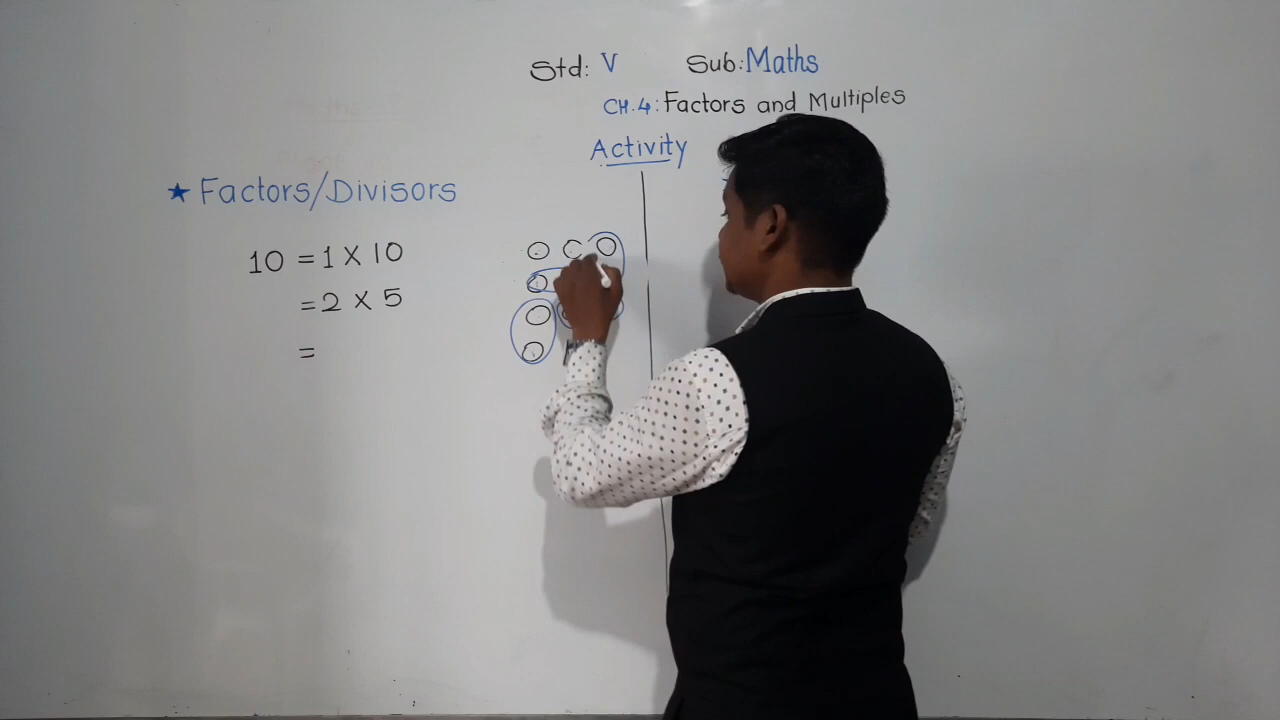 Std: V Sub: Maths
CH.4: Factors and Multiples
Activity
★ Factors/Divisors
10 = 1 X 10
= 2 X 5
=